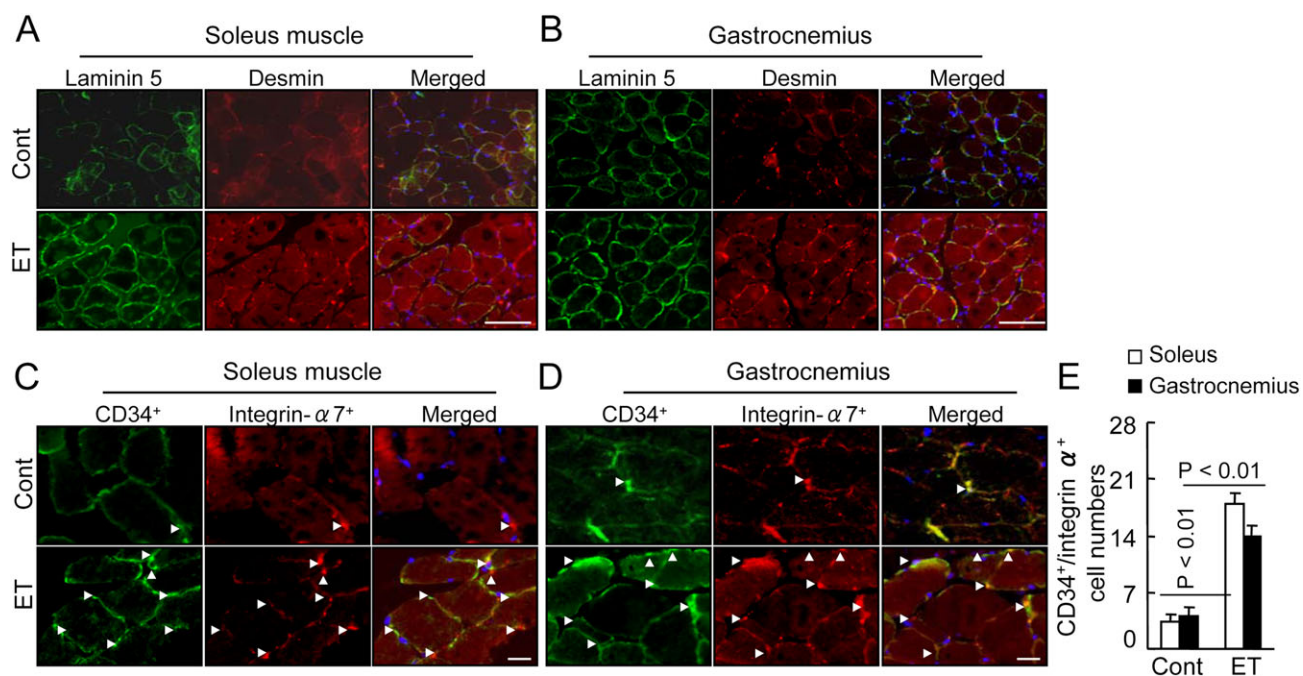 A
Soleus muscle
Laminin 5 Desmin Merged
Cont
ET
B
Gastrocnemius
Laminin 5 Desmin Merged
C
Soleus muscle
CD34⁺ Integrin-α7⁺ Merged
Cont
ET
D
Gastrocnemius
CD34⁺ Integrin-α7⁺ Merged
E
Soleus
Gastrocnemius
CD34⁺/integrin α⁺
cell numbers
28
21
14
7
0
P < 0.01
P < 0.01
Cont ET